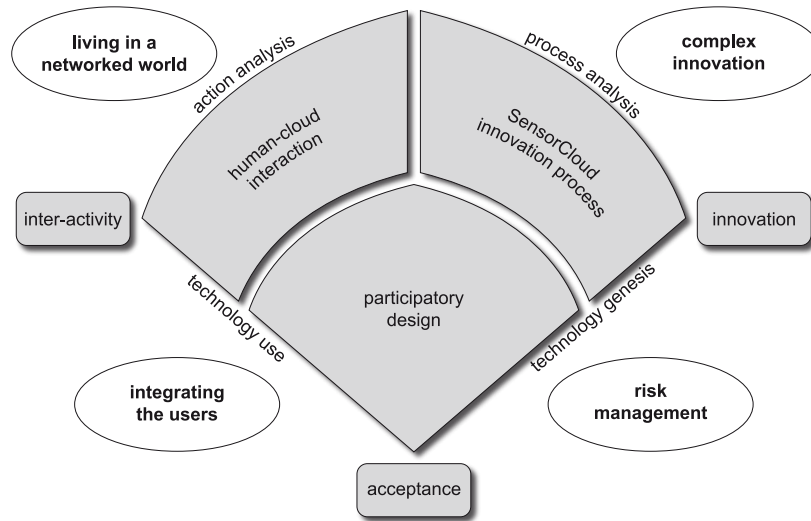 living in a
networked world
complex
innovation
action analysis
process analysis
human-cloud
interaction
SensorCloud
innovation process
inter-activity
innovation
participatory
design
technology use
technology genesis
integrating
the users
risk
management
acceptance